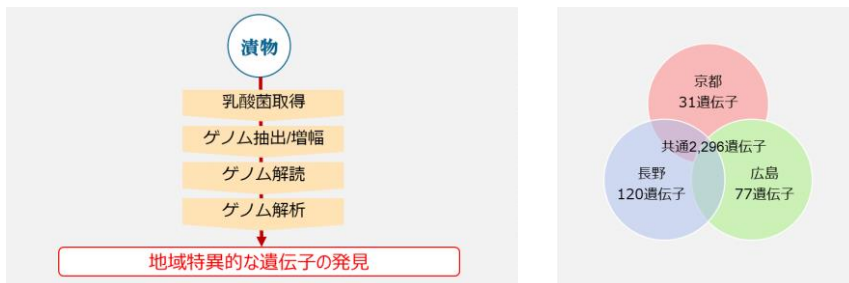 漬物
乳酸菌取得
ゲノム抽出/増幅
ゲノム解読
ゲノム解析
地域特異的な遺伝子の発見
京都
31遺伝子
共通2,296遺伝子
長野
120遺伝子
広島
77遺伝子